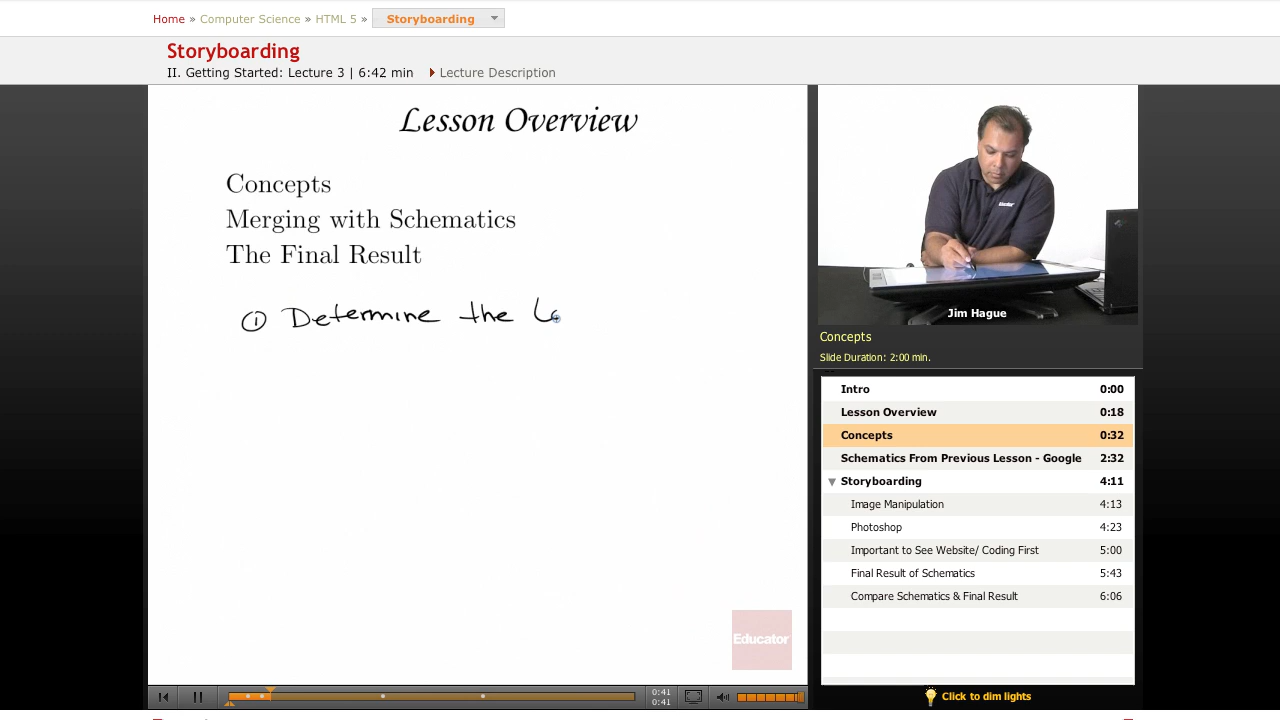 Home » Computer Science » HTML 5 » Storyboarding
Storyboarding
II. Getting Started: Lecture 3 | 6:42 min Lecture Description
Lesson Overview
Concepts
Merging with Schematics
The Final Result
① Determine the
Educator
Jim Hague
Concepts
Slide Duration: 2:00 min.
Intro 0:00
Lesson Overview 0:18
Concepts 0:32
Schematics From Previous Lesson - Google 2:32
Storyboarding 4:11
Image Manipulation 4:13
Photoshop 4:23
Important to See Website/ Coding First 5:00
Final Result of Schematics 5:43
Compare Schematics & Final Result 6:06
0:41
0:41
Click to dim lights